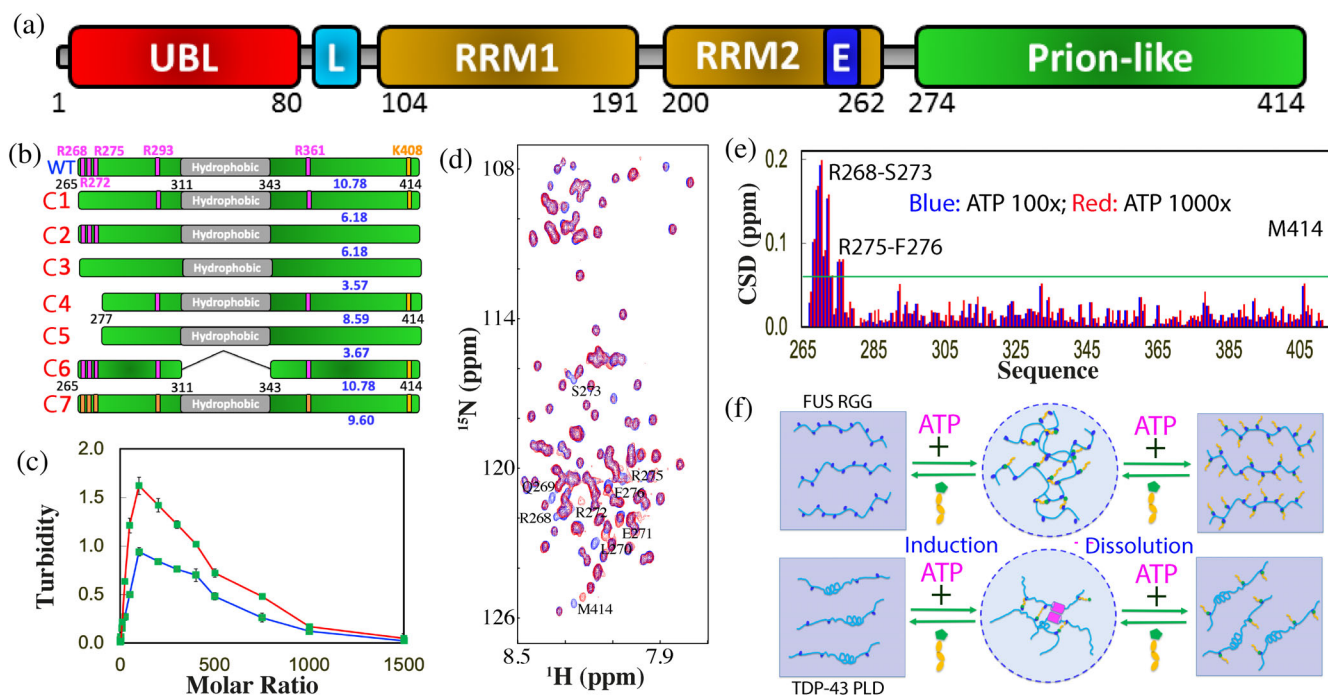 (a)
UBL L RRM1 RRM2 E Prion-like
1 80 104 191 200 262 274 414
(b)
R268 R275 R293 R361 K408
WT Hydrophobic
265 R272 311 343 10.78 414
C1 Hydrophobic
6.18
C2 Hydrophobic
6.18
C3 Hydrophobic
3.57
C4 Hydrophobic
277 8.59 414
C5 Hydrophobic
3.67
C6
265 311 343 10.78 414
C7 Hydrophobic
9.60
(c)
2.0
1.5
1.0
0.5
0.0
Turbidity
0 500 1000 1500
Molar Ratio
(d)
108
114
120
126
15N (ppm)
S273
R275
Q269
F276
R268
R272
E271
L270
M414
8.5 7.9
1H (ppm)
(e)
0.2
0.1
0.0
CSD (ppm)
R268-S273
Blue: ATP 100x; Red: ATP 1000x
M414
R275-F276
265 285 305 325 345 365 385 405
Sequence
(f)
FUS RGG
ATP ATP
+ +
Induction Dissolution
ATP ATP
+ +
TDP-43 PLD